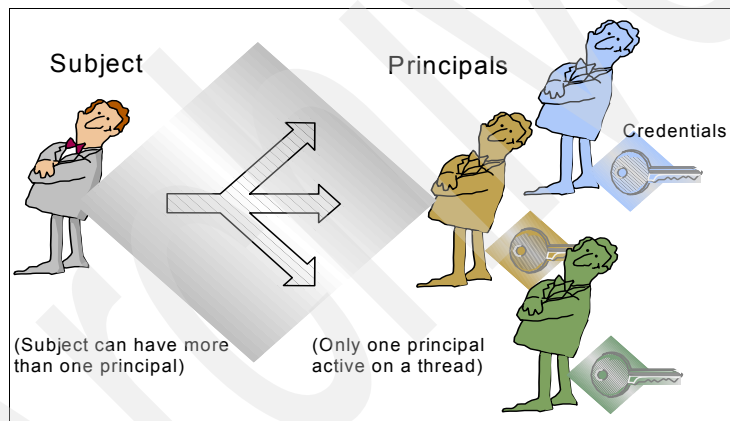 Subject
Principals
Credentials
(Subject can have more
than one principal)
(Only one principal
active on a thread)